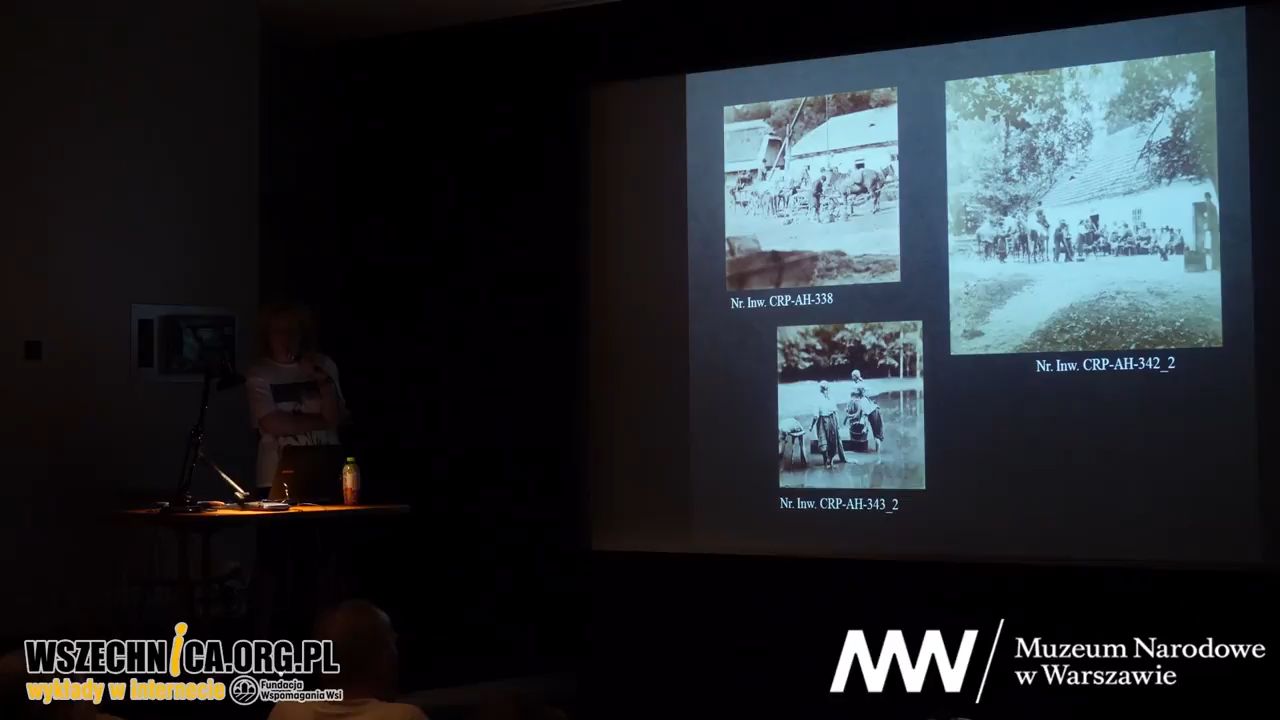 Nr. Inw. CRP-AH-338
Nr. Inw. CRP-AH-342_2
Nr. Inw. CRP-AH-343_2
WSZECHNICA.ORG.PL
wykłady w internecie
Fundacja
Wspomagania Wsi
Muzeum Narodowe
w Warszawie